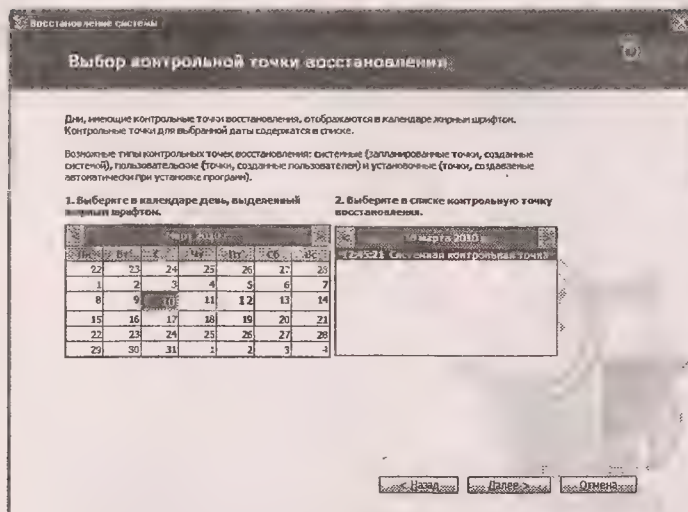 Восстановление системы
Выбор контрольной точки восстановления
Дни, имеющие контрольные точки восстановления, отображаются в календаре жирным шрифтом.
Контрольные точки для выбранной даты содержатся в списке.
Возможные типы контрольных точек восстановления: системные (запланированные точки, созданные
системой), пользовательские (точки, созданные пользователем) и установочные (точки, создаваемые
автоматически при установке программ).
1. Выберите в календаре день, выделенный
жирным шрифтом.
2. Выберите в списке контрольную точку
восстановления.
Март 2010 г.
Пн Вт С Чт Пт Сб Вс
22 23 24 25 26 27 28
1 2 3 4 5 6 7
8 9 10 11 12 13 14
15 16 17 18 19 20 21
22 23 24 25 26 27 28
29 30 31 1 2 3 4
марта 2010
12:45:21 Системная контрольная точка
< Назад
Далее >
Отмена